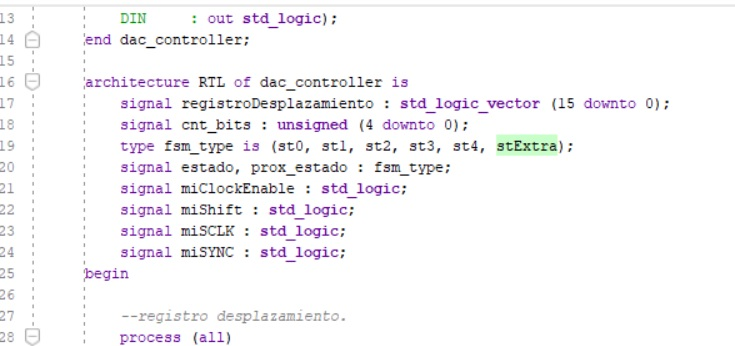 13 DIN : out std_logic);
14 end dac_controller;
15
16 architecture RTL of dac_controller is
17 signal registroDesplazamiento : std_logic_vector (15 downto 0);
18 signal cnt_bits : unsigned (4 downto 0);
19 type fsm_type is (st0, st1, st2, st3, st4, stExtra);
20 signal estado, prox_estado : fsm_type;
21 signal miClockEnable : std_logic;
22 signal miShift : std_logic;
23 signal miSCLK : std_logic;
24 signal miSYNC : std_logic;
25 begin
26
27 --registro desplazamiento.
28 process (all)